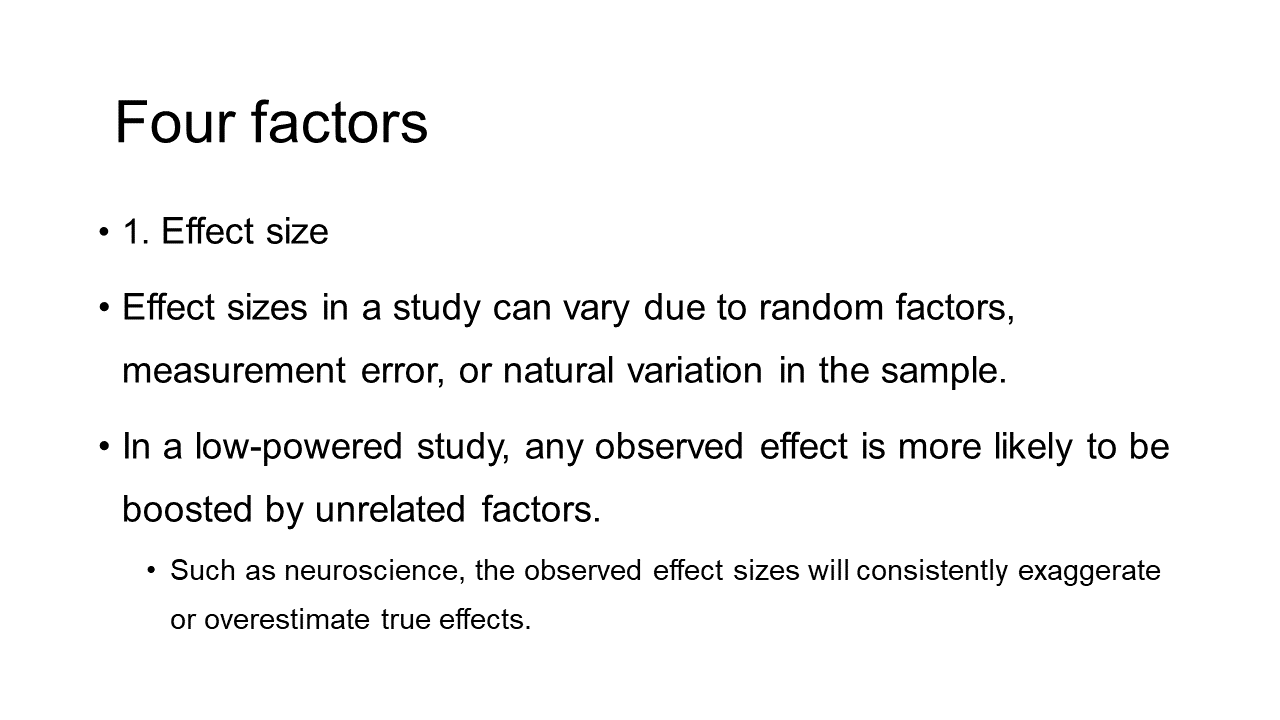 Four factors
• 1. Effect size
• Effect sizes in a study can vary due to random factors,
measurement error, or natural variation in the sample.
• In a low-powered study, any observed effect is more likely to be
boosted by unrelated factors.
• Such as neuroscience, the observed effect sizes will consistently exaggerate
or overestimate true effects.